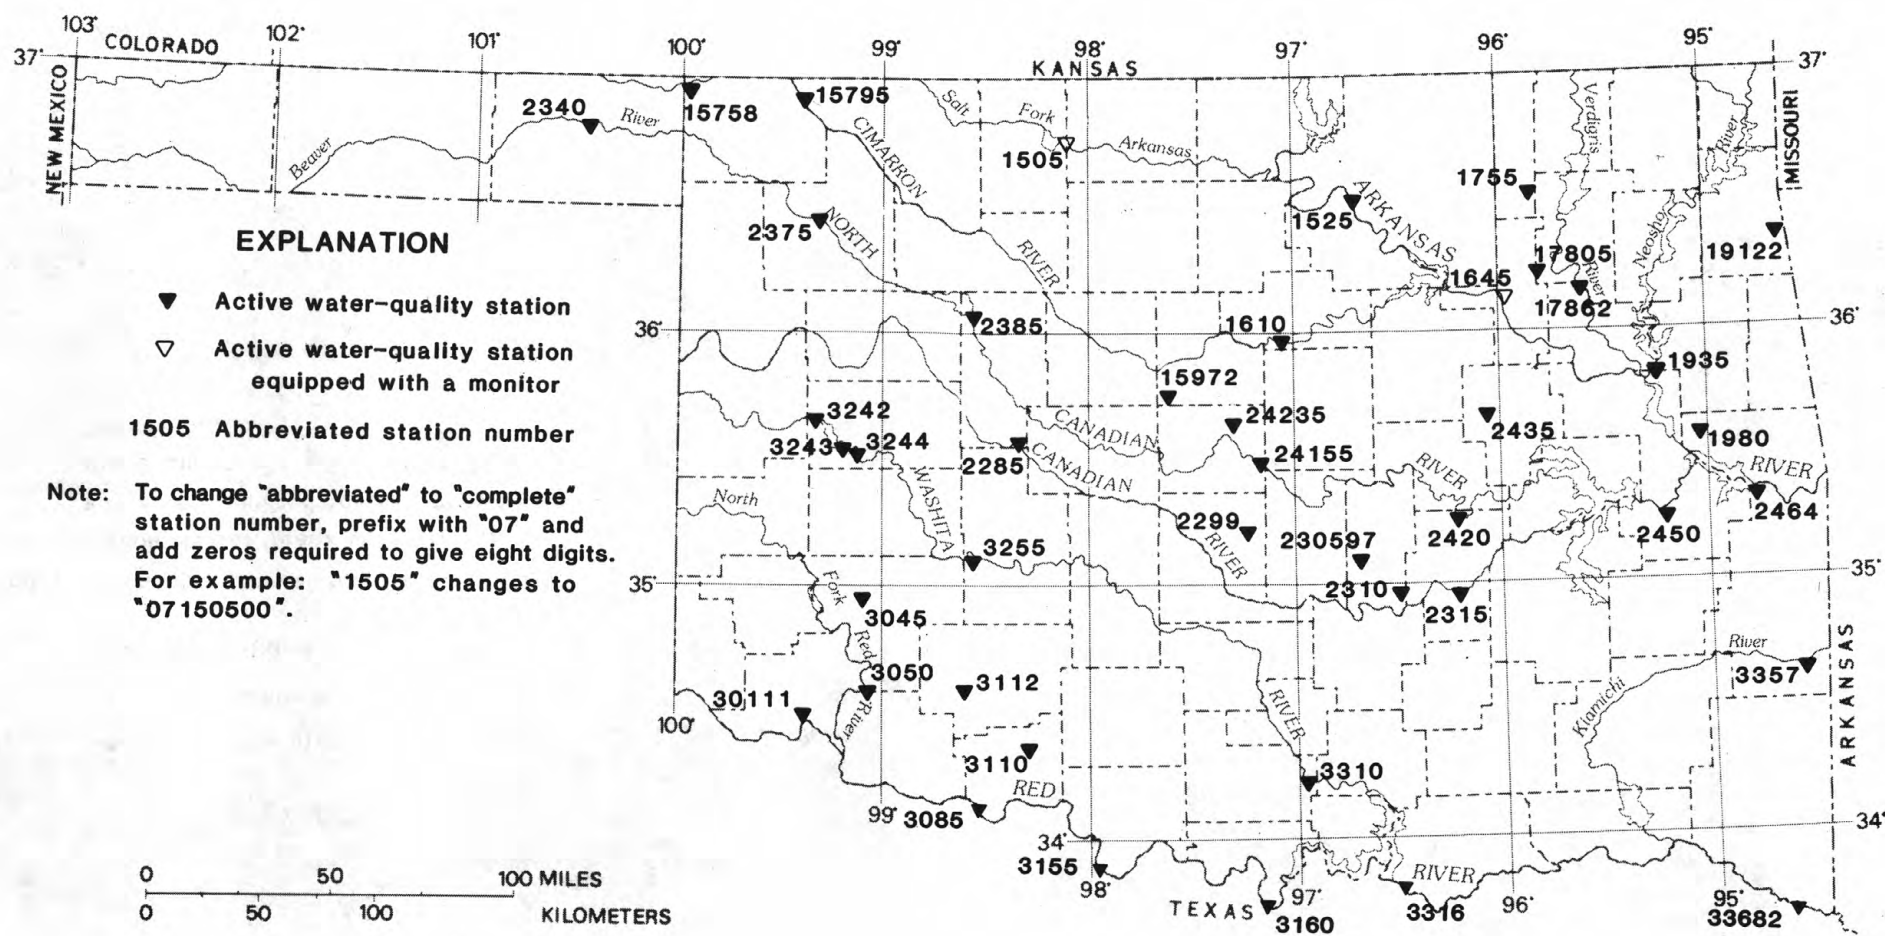 103°
COLORADO
102°
101°
100°
99°
98°
97°
96°
95°
37°
37°
KANSAS
NEW MEXICO
MISSOURI
2340
River
Beaver
15758
15795
CIMARRON
RIVER
Salt
Fork
Arkansas
1505
Verdigris
River
Neosho
River
1755
1525
ARKANSAS
2375
NORTH
17805
1645
17862
19122
EXPLANATION
Active water-quality station
Active water-quality station
equipped with a monitor
1505 Abbreviated station number
Note: To change "abbreviated" to "complete"
station number, prefix with "07" and
add zeros required to give eight digits.
For example: "1505" changes to
"07150500".
36°
36°
2385
1610
1935
15972
3242
3243
3244
24235
CANADIAN
2435
1980
2285
CANADIAN
24155
RIVER
RIVER
WASHITA
North
2464
2299
230597
2420
2450
3255
RIVER
35°
35°
2310
2315
Fork
3045
Red
River
3050
River
3357
ARKANSAS
30111
3112
Kiamichi
100°
RIVER
3110
3310
RED
99°
3085
34°
34°
3155
98°
97°
RIVER
TEXAS
3160
3316
96°
95°
33682
0 50 100 MILES
0 50 100
KILOMETERS